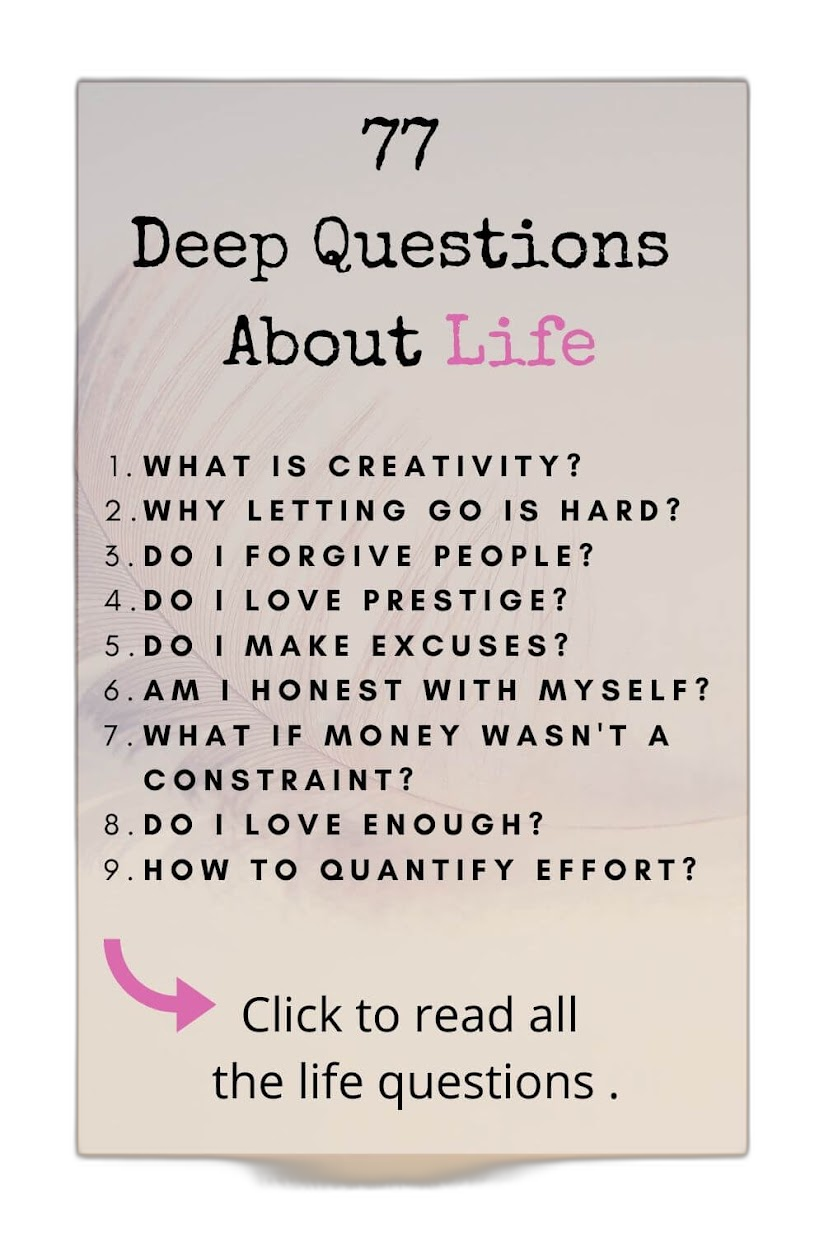 77
Deep Questions
About Life
1. WHAT IS CREATIVITY?
2. WHY LETTING GO IS HARD?
3. DO I FORGIVE PEOPLE?
4. DO I LOVE PRESTIGE?
5. DO I MAKE EXCUSES?
6. AM I HONEST WITH MYSELF?
7. WHAT IF MONEY WASN'T A
CONSTRAINT?
8. DO I LOVE ENOUGH?
9. HOW TO QUANTIFY EFFORT?
Click to read all
the life questions .